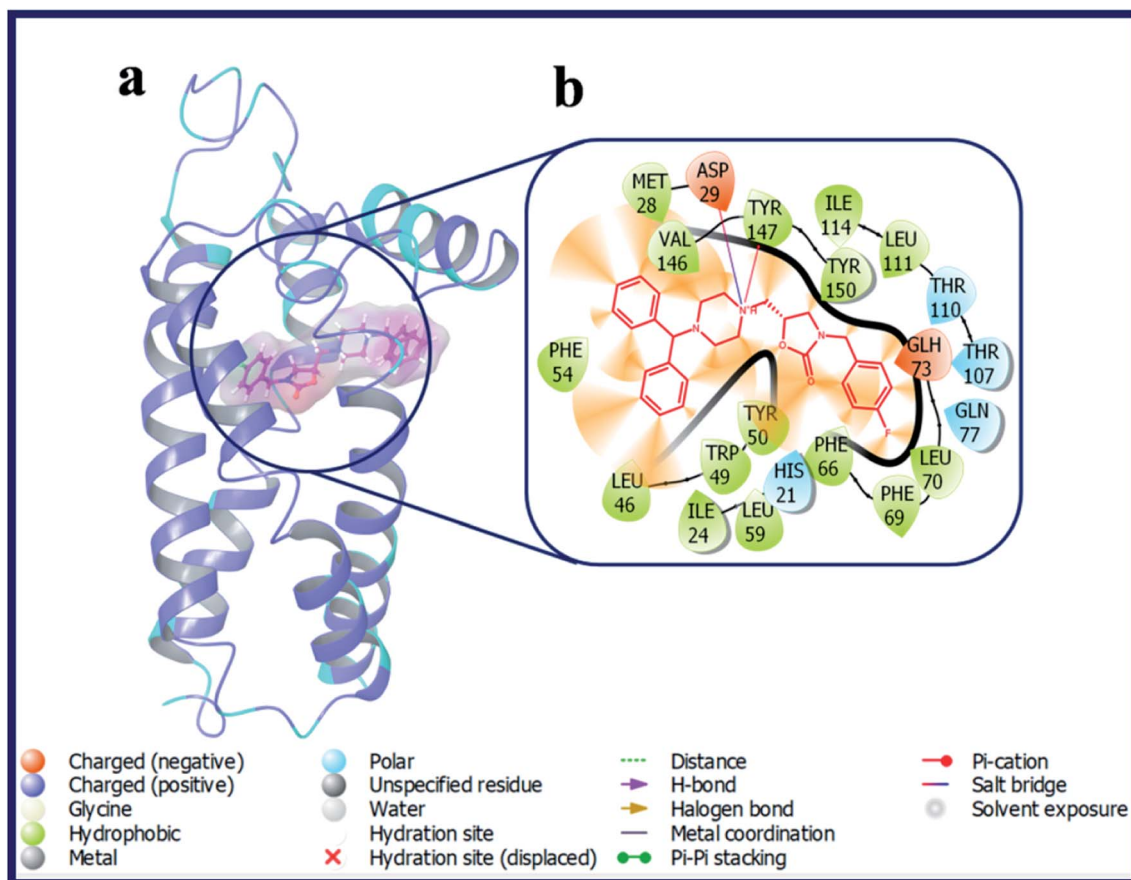 a
b
MET
28
ASP
29
VAL
146
TYR
147
ILE
114
LEU
111
TYR
150
THR
110
N⁺H
N
N
O
O
F
PHE
54
GLH
73
THR
107
GLN
77
TYR
50
TRP
49
HIS
21
PHE
66
LEU
70
LEU
46
ILE
24
LEU
59
PHE
69
Charged (negative)
Charged (positive)
Glycine
Hydrophobic
Metal
Polar
Unspecified residue
Water
Hydration site
Hydration site (displaced)
Distance
H-bond
Halogen bond
Metal coordination
Pi-Pi stacking
Pi-cation
Salt bridge
Solvent exposure